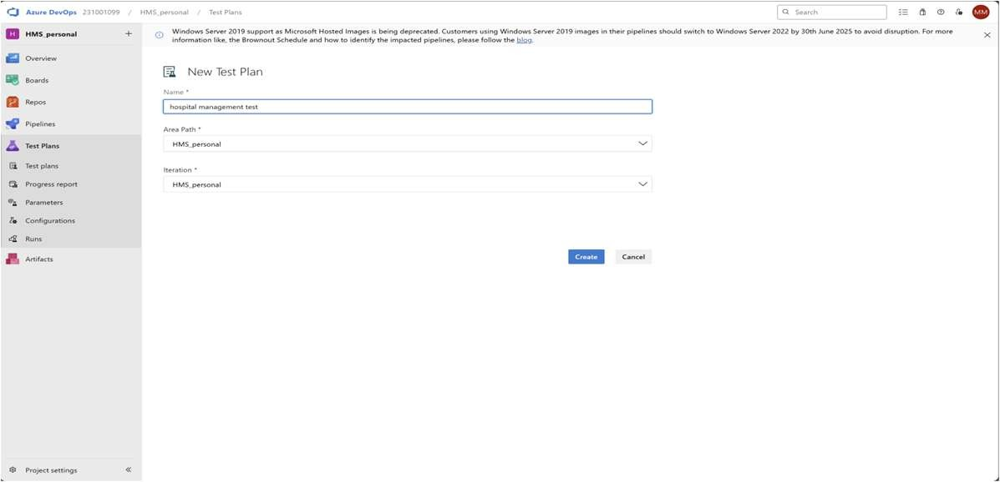 Azure DevOps 231001099 / HMS_personal / Test Plans
Search
MM
H HMS_personal +
Overview
Boards
Repos
Pipelines
Test Plans
Test plans
Progress report
Parameters
Configurations
Runs
Artifacts
Project settings
Windows Server 2019 support as Microsoft Hosted Images is being deprecated. Customers using Windows Server 2019 images in their pipelines should switch to Windows Server 2022 by 30th June 2025 to avoid disruption. For more
information like, the Brownout Schedule and how to identify the impacted pipelines, please follow the blog.
New Test Plan
Name *
hospital management test
Area Path *
HMS_personal
Iteration *
HMS_personal
Create Cancel